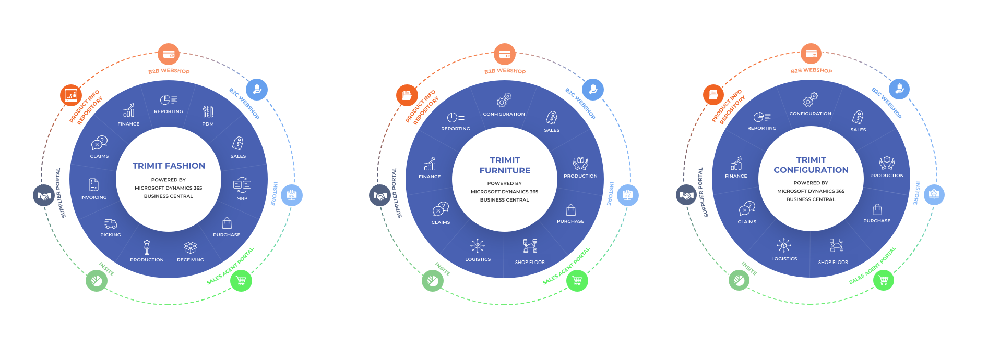 B2B WEBSHOP
B2C WEBSHOP
INSTORE
SALES AGENT PORTAL
INSITE
SUPPLIER PORTAL
PRODUCT INFO
REPOSITORY
REPORTING
PDM
SALES
MRP
PURCHASE
RECEIVING
PRODUCTION
PICKING
INVOICING
CLAIMS
FINANCE
TRIMIT FASHION
POWERED BY
MICROSOFT DYNAMICS 365
BUSINESS CENTRAL
B2B WEBSHOP
B2C WEBSHOP
INSTORE
SALES AGENT PORTAL
INSITE
SUPPLIER PORTAL
PRODUCT INFO
REPOSITORY
CONFIGURATION
SALES
PRODUCTION
PURCHASE
SHOP FLOOR
LOGISTICS
CLAIMS
FINANCE
REPORTING
TRIMIT
FURNITURE
POWERED BY
MICROSOFT DYNAMICS 365
BUSINESS CENTRAL
B2B WEBSHOP
B2C WEBSHOP
INSTORE
SALES AGENT PORTAL
INSITE
SUPPLIER PORTAL
PRODUCT INFO
REPOSITORY
CONFIGURATION
SALES
PRODUCTION
PURCHASE
SHOP FLOOR
LOGISTICS
CLAIMS
FINANCE
REPORTING
TRIMIT
CONFIGURATION
POWERED BY
MICROSOFT DYNAMICS 365
BUSINESS CENTRAL